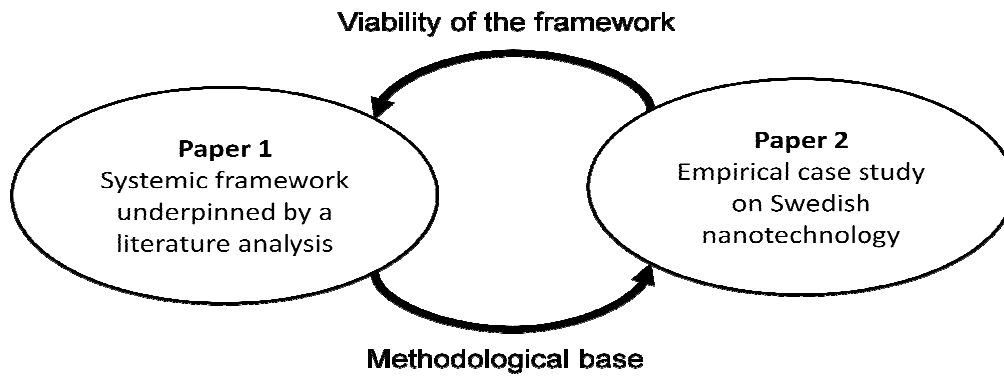 Viability of the framework
Paper 1
Systemic framework
underpinned by a
literature analysis
Paper 2
Empirical case study
on Swedish
nanotechnology
Methodological base